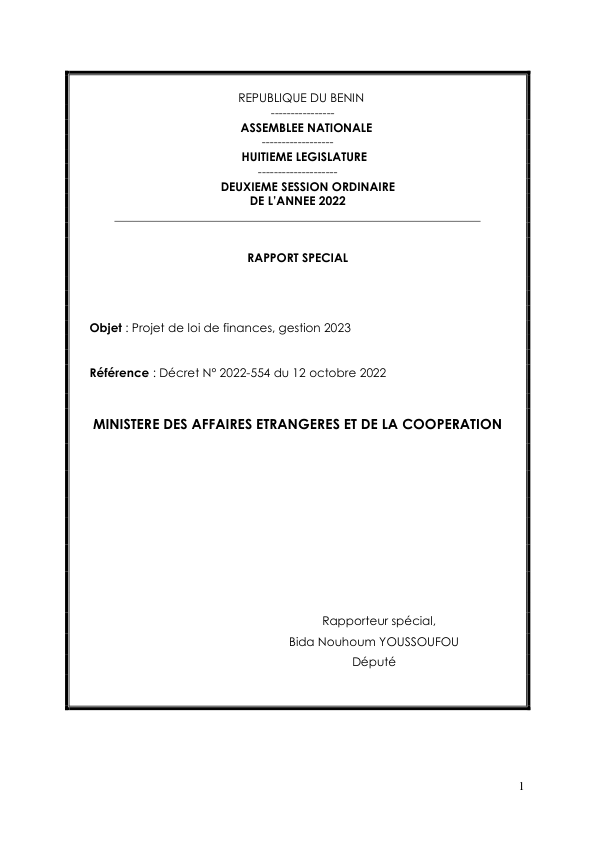 REPUBLIQUE DU BENIN
----------------
ASSEMBLEE NATIONALE
------------------
HUITIEME LEGISLATURE
--------------------
DEUXIEME SESSION ORDINAIRE
DE L'ANNEE 2022
RAPPORT SPECIAL
Objet : Projet de loi de finances, gestion 2023
Référence : Décret N° 2022-554 du 12 octobre 2022
MINISTERE DES AFFAIRES ETRANGERES ET DE LA COOPERATION
Rapporteur spécial,
Bida Nouhoum YOUSSOUFOU
Député
1